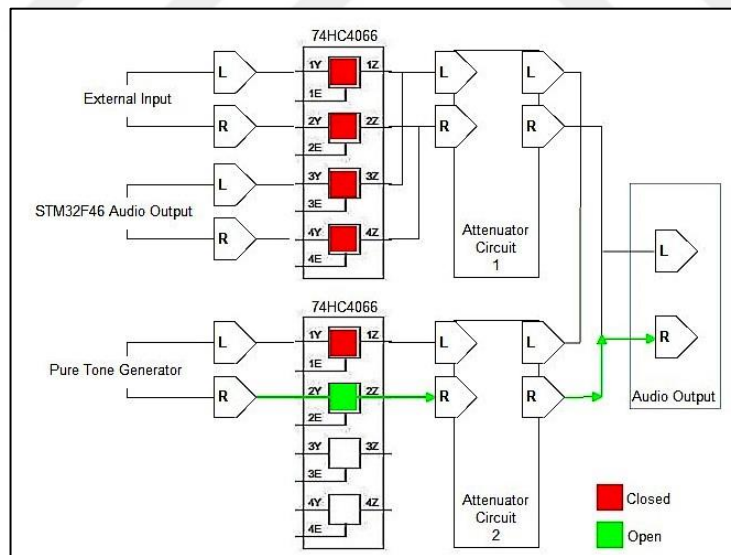 74HC4066
L 1Y 1Z L L
1E
External Input
R 2Y 2Z R R
2E
L 3Y 3Z
STM32F46 Audio Output
3E
R 4Y 4Z
4E
Attenuator
Circuit
1
L
74HC4066
L 1Y 1Z L L
1E
R
Pure Tone Generator
R 2Y 2Z R R
2E
Audio Output
3Y 3Z
3E
4Y 4Z
4E
Attenuator
Circuit
2
Closed
Open